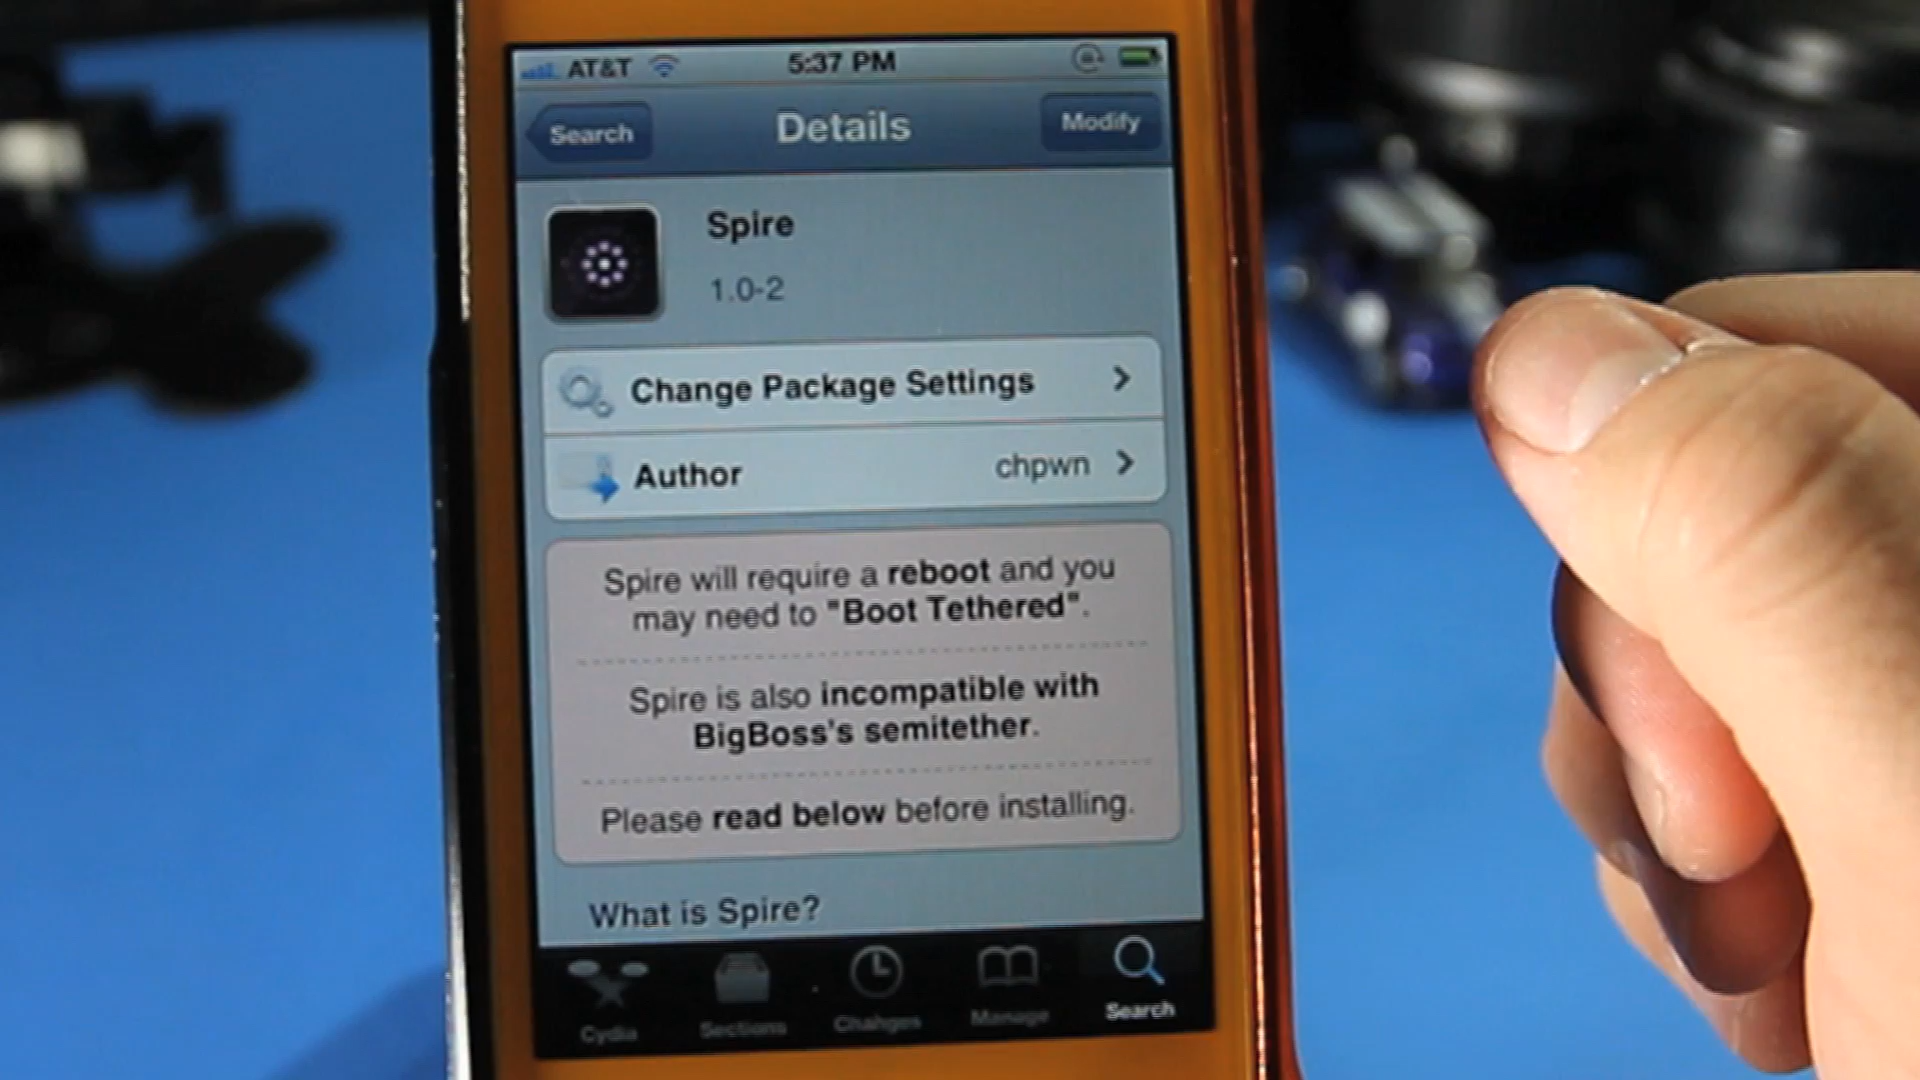 AT&T 5:37 PM
Search Details Modify
Spire
1.0-2
Change Package Settings
Author chpwn
Spire will require a reboot and you
may need to "Boot Tethered".
Spire is also incompatible with
BigBoss's semitether.
Please read below before installing.
What is Spire?
Cydia Sections Changes Manage Search